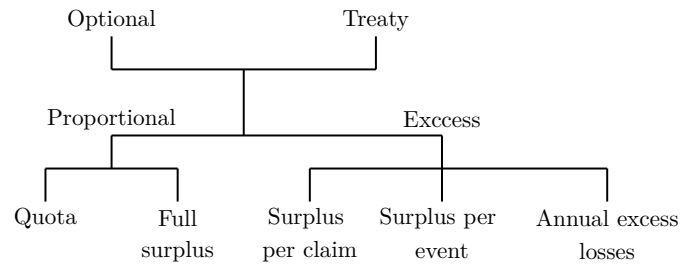 Optional
Treaty
Proportional
Exccess
Quota
Full
surplus
Surplus
per claim
Surplus per
event
Annual excess
losses